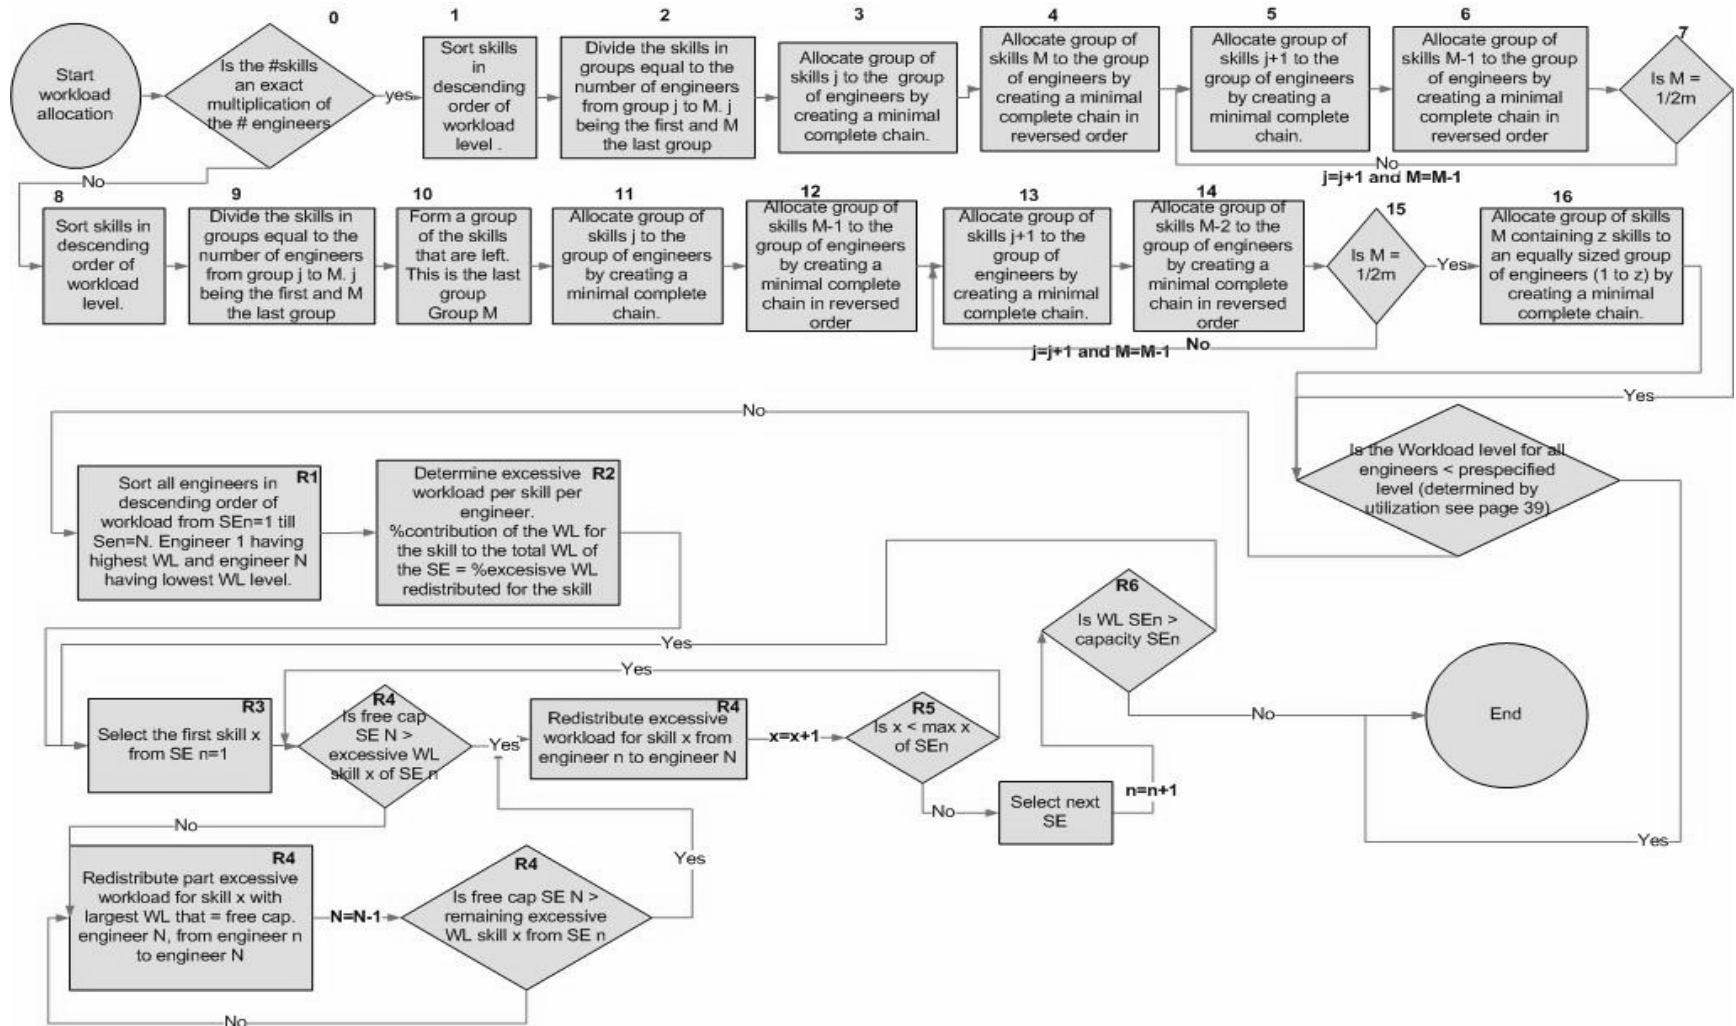 0
1
2
3
4
5
6
7
Start
workload
allocation
Is the #skills
an exact
multiplication of
the # engineers
yes
Sort skills
in
descending
order of
workload
level .
Divide the skills in
groups equal to the
number of engineers
from group j to M. j
being the first and M
the last group
Allocate group of
skills j to the group
of engineers by
creating a minimal
complete chain.
Allocate group of
skills M to the group
of engineers by
creating a minimal
complete chain in
reversed order
Allocate group of
skills j+1 to the
group of engineers
by creating a
minimal complete
chain.
Allocate group of
skills M-1 to the group
of engineers by
creating a minimal
complete chain in
reversed order
Is M =
1/2m
No
j=j+1 and M=M-1
No
8
9
10
11
12
13
14
15
16
Sort skills in
descending
order of
workload
level.
Divide the skills in
groups equal to the
number of engineers
from group j to M. j
being the first and M
the last group
Form a group
of the skills
that are left.
This is the last
group
Group M
Allocate group of
skills j to the
group of engineers
by creating a
minimal complete
chain.
Allocate group of
skills M-1 to the
group of engineers
by creating a
minimal complete
chain in reversed
order
Allocate group of
skills j+1 to the
group of
engineers by
creating a minimal
complete chain.
Allocate group of
skills M-2 to the
group of engineers
by creating a
minimal complete
chain in reversed
order
Is M =
1/2m
Yes
Allocate group of skills
M containing z skills to
an equally sized group
of engineers (1 to z) by
creating a minimal
complete chain.
No
j=j+1 and M=M-1
Yes
No
Is the Workload level for all
engineers < prespecified
level (determined by
utilization see page 39)
R1
Sort all engineers in
descending order of
workload from SEn=1 till
Sen=N. Engineer 1 having
highest WL and engineer N
having lowest WL level.
R2
Determine excessive
workload per skill per
engineer.
%contribution of the WL for
the skill to the total WL of
the SE = %excesisve WL
redistributed for the skill
R6
Is WL SEn >
capacity SEn
Yes
Yes
R3
Select the first skill x
from SE n=1
R4
Is free cap
SE N >
excessive WL
skill x of SE n
Yes
R4
Redistribute excessive
workload for skill x from
engineer n to engineer N
x=x+1
R5
Is x < max x
of SEn
No
Select next
SE
n=n+1
No
End
Yes
No
R4
Redistribute part excessive
workload for skill x with
largest WL that = free cap.
engineer N, from engineer n
to engineer N
N=N-1
R4
Is free cap SE N >
remaining excessive
WL skill x from SE n
Yes
No